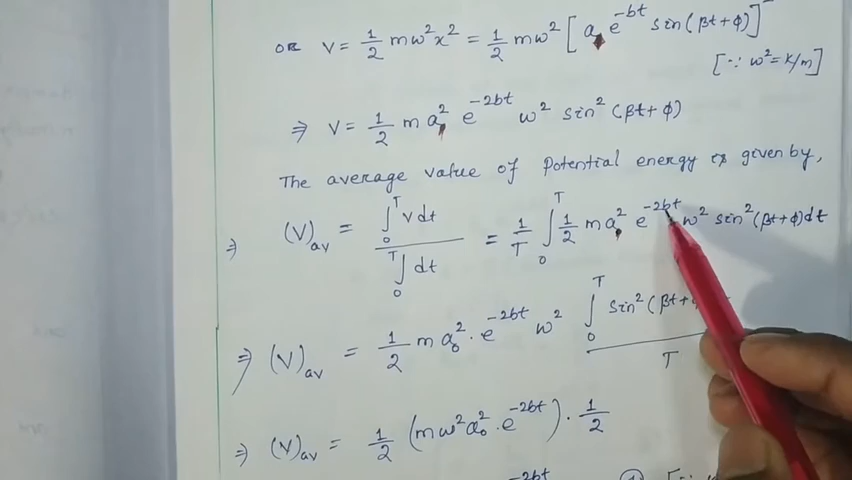 OR V = 1/2 mω²x² = 1/2 mω² [a₀ e^{-bt} sin(βt+ϕ)]
[∵ ω² = K/m]
⇒ V = 1/2 m a₀² e^{-2bt} ω² sin²(βt+ϕ)
The average value of potential energy is given by,
⇒ (V)av = ∫₀ᵀ V dt / ∫₀ᵀ dt = 1/T ∫₀ᵀ 1/2 m a₀² e^{-2bt} ω² sin²(βt+ϕ) dt
⇒ (V)av = 1/2 m a₀² · e^{-2bt} ω² ∫₀ᵀ sin²(βt+ / T
⇒ (V)av = 1/2 (mω² a₀² · e^{-2bt}) · 1/2
-2bt